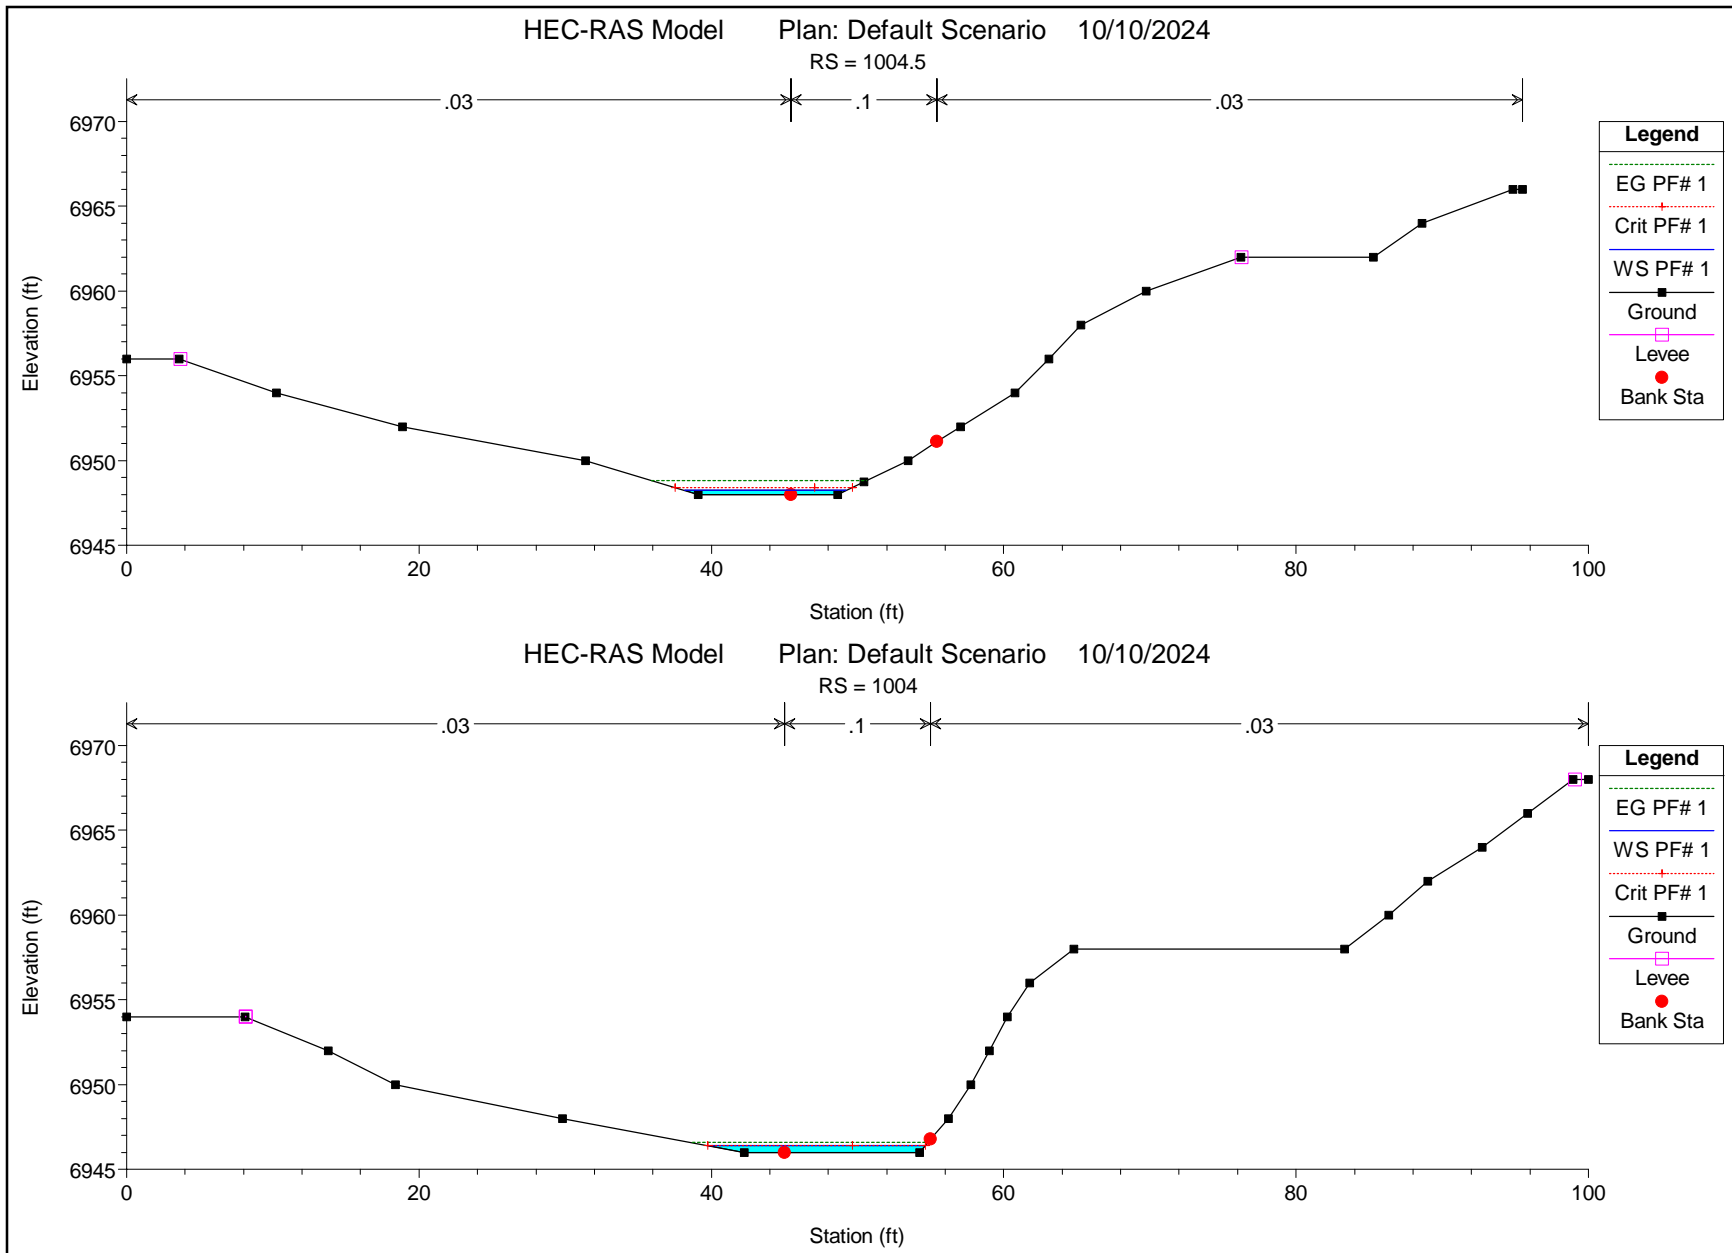 HEC-RAS Model Plan: Default Scenario 10/10/2024
RS = 1004.5
.03 .1 .03
6970
6965
6960
6955
6950
6945
Elevation (ft)
0 20 40 60 80 100
Station (ft)
Legend
EG PF# 1
Crit PF# 1
WS PF# 1
Ground
Levee
Bank Sta
HEC-RAS Model Plan: Default Scenario 10/10/2024
RS = 1004
.03 .1 .03
6970
6965
6960
6955
6950
6945
Elevation (ft)
0 20 40 60 80 100
Station (ft)
Legend
EG PF# 1
WS PF# 1
Crit PF# 1
Ground
Levee
Bank Sta